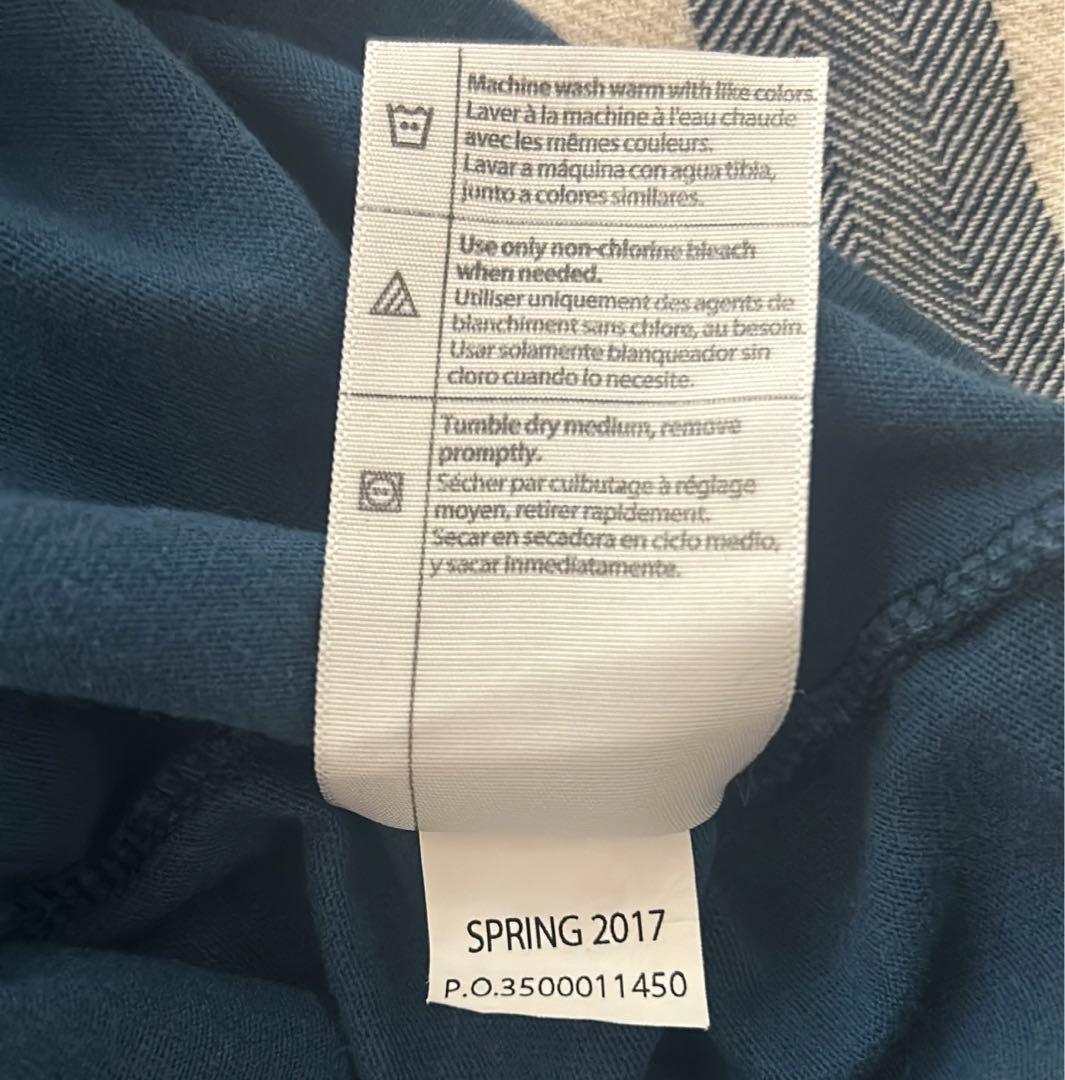 Machine wash warm with like colors.
Laver à la machine à l'eau chaude
avec les mêmes couleurs.
Lavar a máquina con agua tibia,
junto a colores similares.
Use only non-chlorine bleach
when needed.
Utiliser uniquement des agents de
blanchiment sans chlore, au besoin.
Usar solamente blanqueador sin
cloro cuando lo necesite.
Tumble dry medium, remove
promptly.
Sécher par culbutage à réglage
moyen, retirer rapidement.
Secar en secadora en ciclo medio,
y sacar inmediatamente.
SPRING 2017
P.O.3500011450